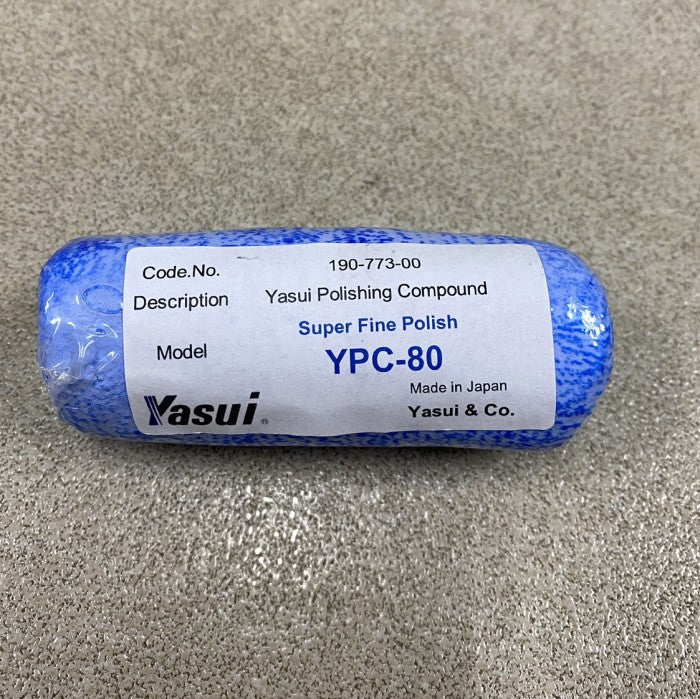 Code.No. 190-773-00
Description Yasui Polishing Compound
Super Fine Polish
Model YPC-80
Made in Japan
Yasui® Yasui & Co.